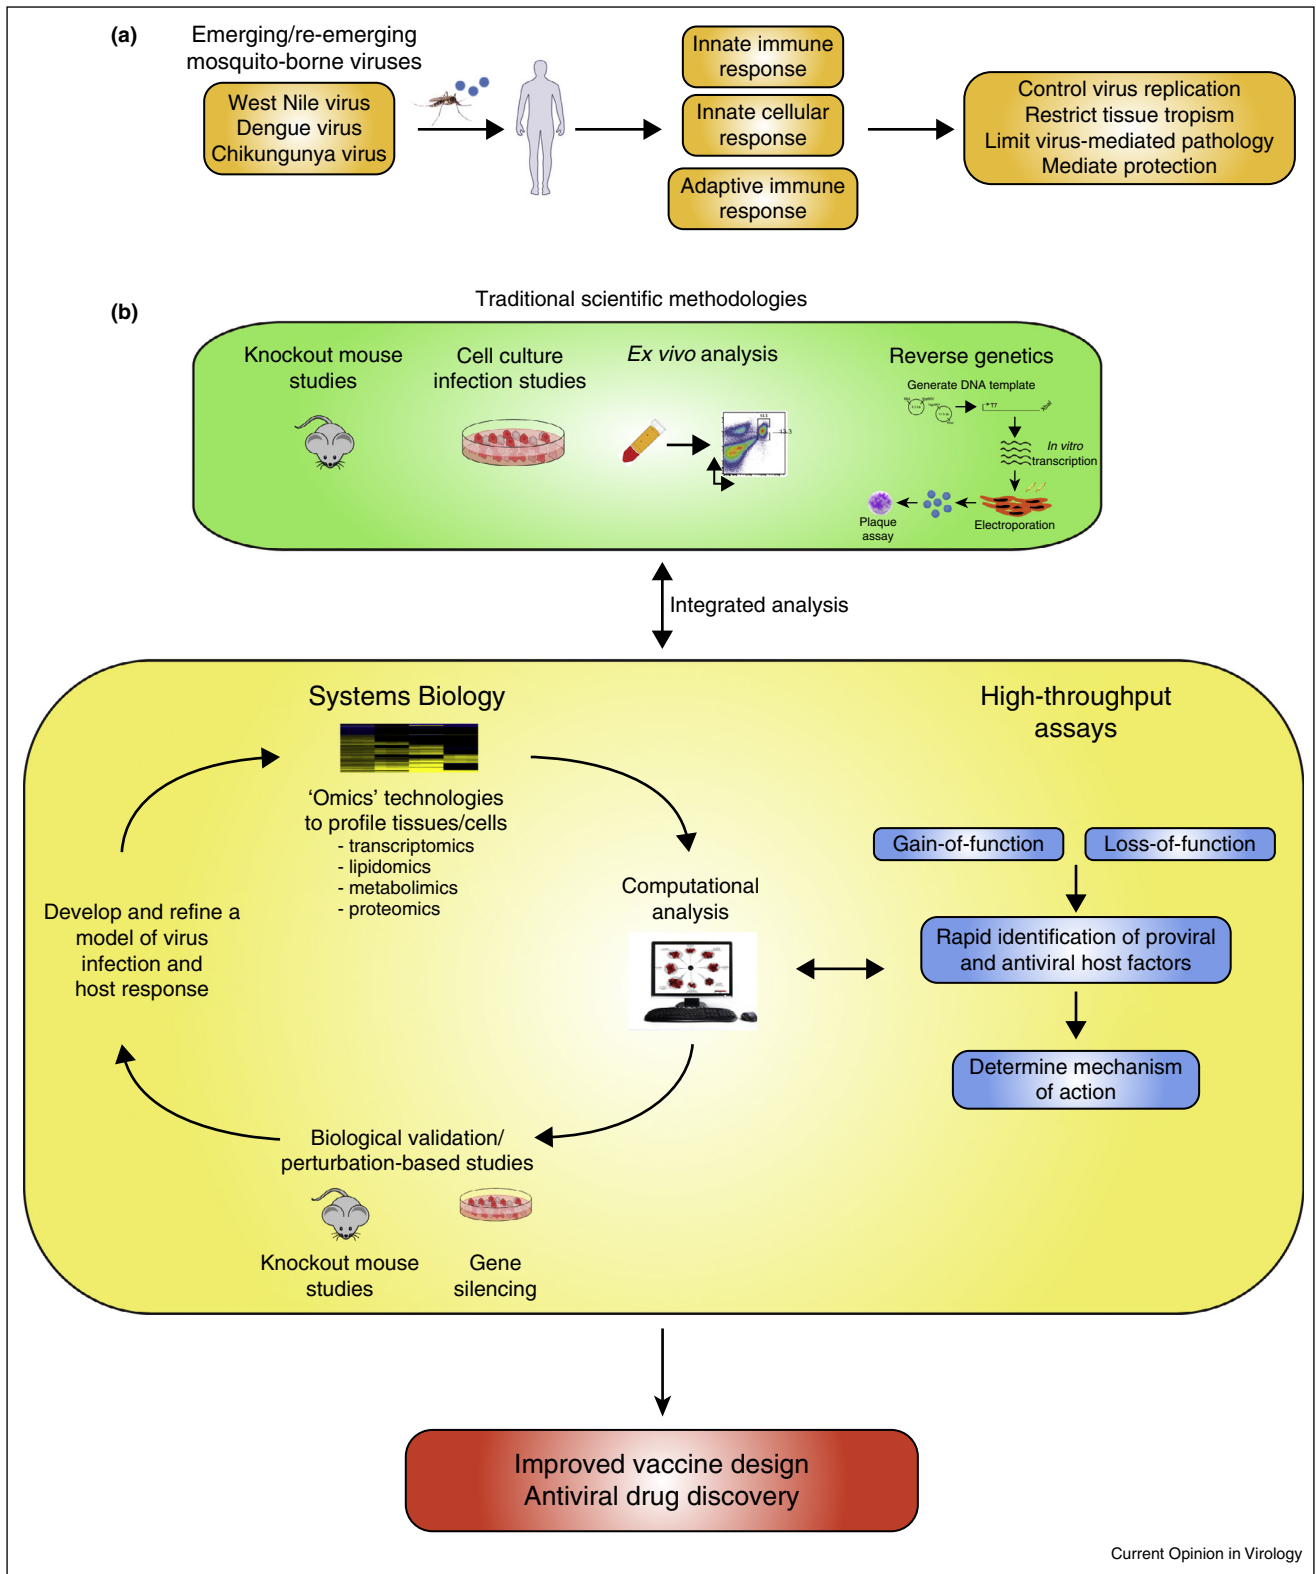 (a)
Emerging/re-emerging
mosquito-borne viruses
West Nile virus
Dengue virus
Chikungunya virus
Innate immune
response
Innate cellular
response
Adaptive immune
response
Control virus replication
Restrict tissue tropism
Limit virus-mediated pathology
Mediate protection
(b)
Traditional scientific methodologies
Knockout mouse
studies
Cell culture
infection studies
Ex vivo analysis
13.3
Reverse genetics
Generate DNA template
T7
XbaI
In vitro
transcription
Electroporation
Plaque
assay
Integrated analysis
Systems Biology
'Omics' technologies
to profile tissues/cells
- transcriptomics
- lipidomics
- metabolimics
- proteomics
Computational
analysis
Biological validation/
perturbation-based studies
Knockout mouse
studies
Gene
silencing
Develop and refine a
model of virus
infection and
host response
High-throughput
assays
Gain-of-function
Loss-of-function
Rapid identification of proviral
and antiviral host factors
Determine mechanism
of action
Improved vaccine design
Antiviral drug discovery
Current Opinion in Virology